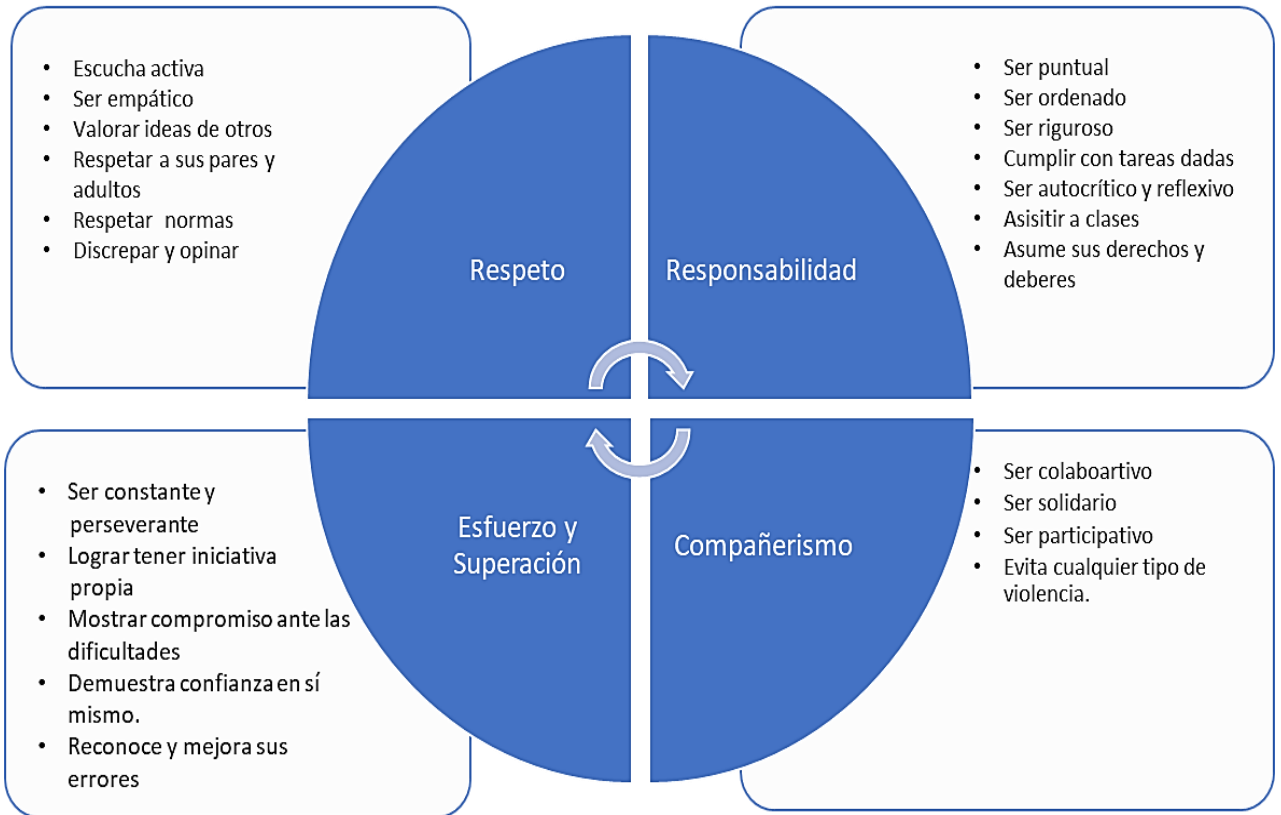 • Escucha activa
• Ser empático
• Valorar ideas de otros
• Respetar a sus pares y
adultos
• Respetar normas
• Discrepar y opinar
Respeto
• Ser puntual
• Ser ordenado
• Ser riguroso
• Cumplir con tareas dadas
• Ser autocrítico y reflexivo
• Asisitir a clases
• Asume sus derechos y
deberes
Responsabilidad
• Ser constante y
perseverante
• Lograr tener iniciativa
propia
• Mostrar compromiso ante las
dificultades
• Demuestra confianza en sí
mismo.
• Reconoce y mejora sus
errores
Esfuerzo y
Superación
• Ser colaboartivo
• Ser solidario
• Ser participativo
• Evita cualquier tipo de
violencia.
Compañerismo